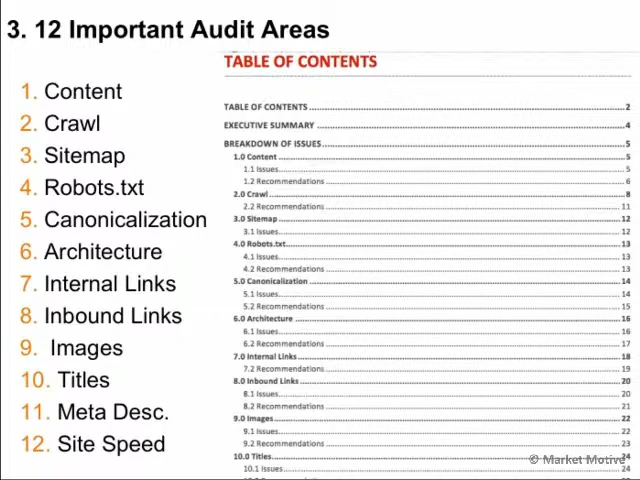 3. 12 Important Audit Areas
1. Content
2. Crawl
3. Sitemap
4. Robots.txt
5. Canonicalization
6. Architecture
7. Internal Links
8. Inbound Links
9. Images
10. Titles
11. Meta Desc.
12. Site Speed
TABLE OF CONTENTS
TABLE OF CONTENTS 2
EXECUTIVE SUMMARY 4
BREAKDOWN OF ISSUES 5
1.0 Content 5
1.1 Issues 5
1.2 Recommendations 6
2.0 Crawl 8
2.2 Recommendations 11
3.0 Sitemap 12
3.1 Issues 12
4.0 Robots.txt 13
4.1 Issues 13
4.2 Recommendations 13
5.0 Canonicalization 14
5.1 Issues 14
5.2 Recommendations 15
6.0 Architecture 16
6.1 Issues 16
6.2 Recommendations 17
7.0 Internal Links 18
7.2 Recommendations 19
8.0 Inbound Links 20
8.1 Issues 20
8.2 Recommendations 21
9.0 Images 22
9.1 Issues 22
9.2 Recommendations 23
10.0 Titles 24
10.1 Issues 24
© Market Motive